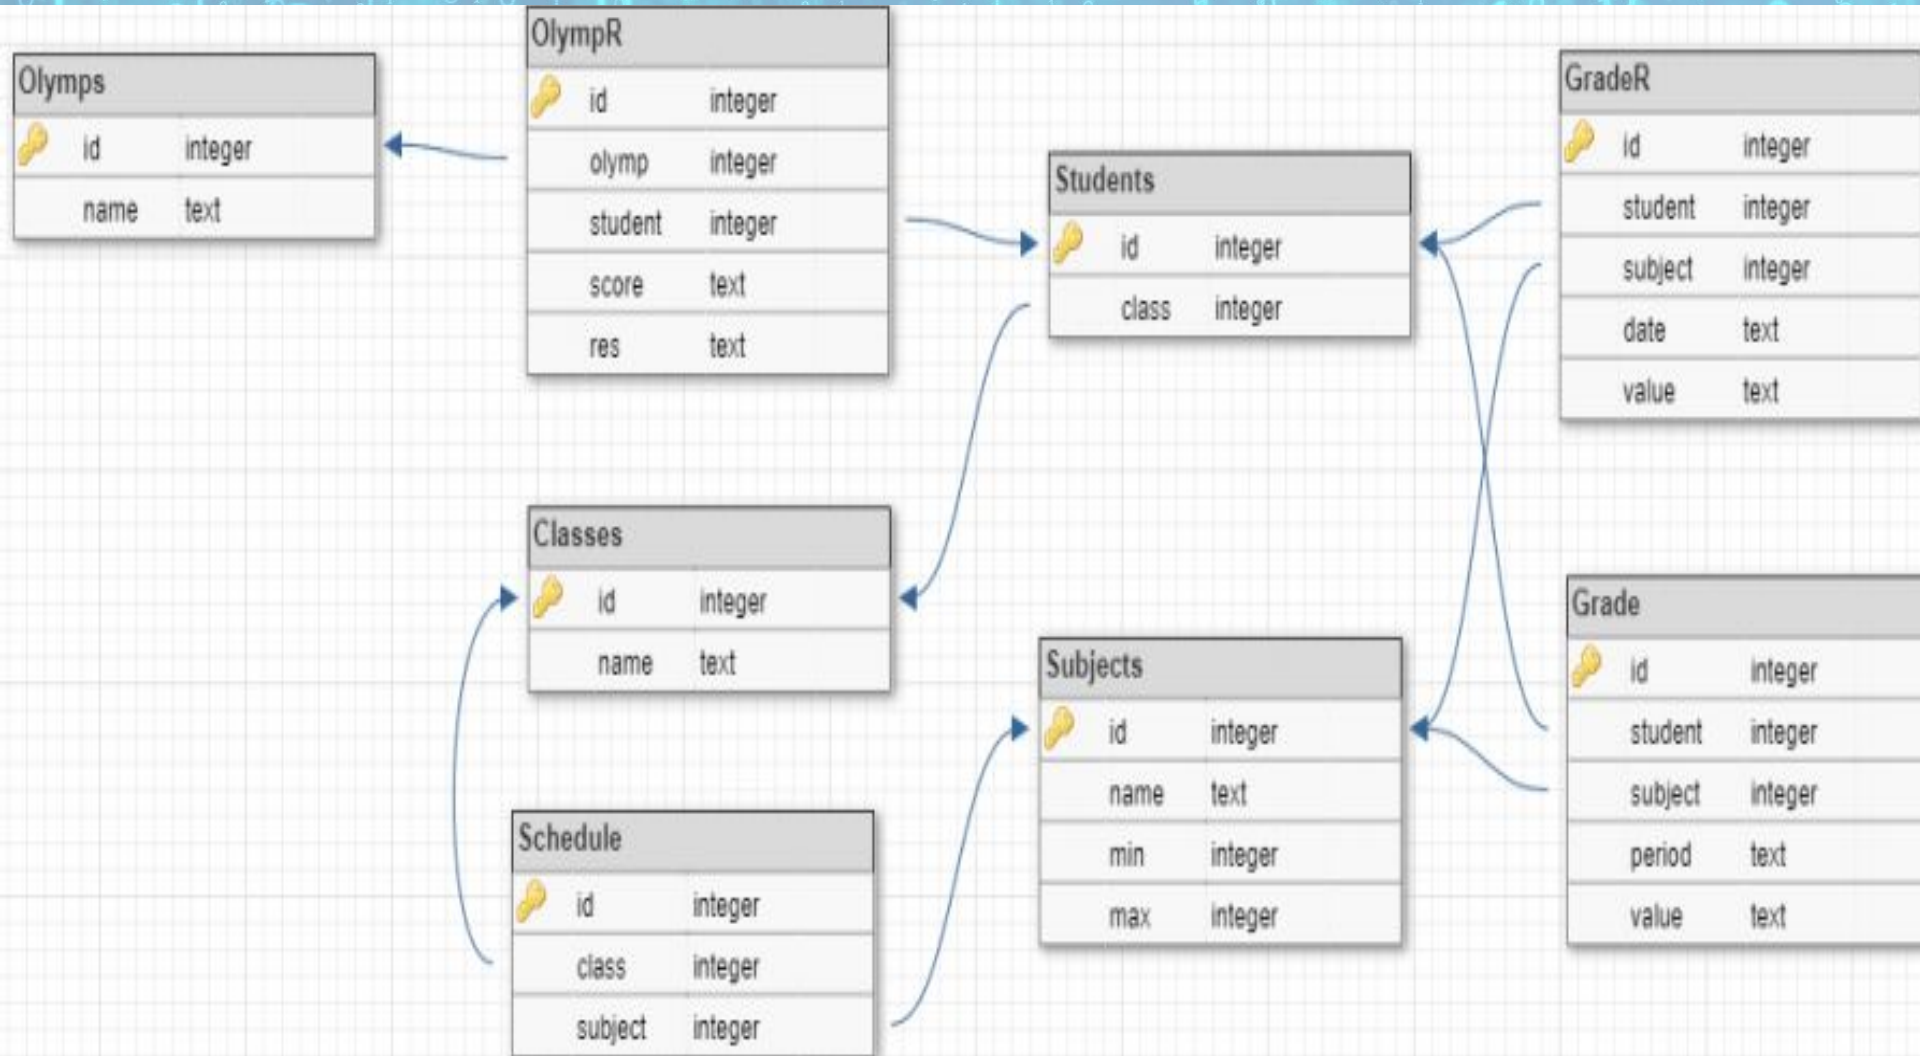 Olymps
id integer
name text
OlympR
id integer
olymp integer
student integer
score text
res text
Students
id integer
class integer
GradeR
id integer
student integer
subject integer
date text
value text
Classes
id integer
name text
Subjects
id integer
name text
min integer
max integer
Grade
id integer
student integer
subject integer
period text
value text
Schedule
id integer
class integer
subject integer